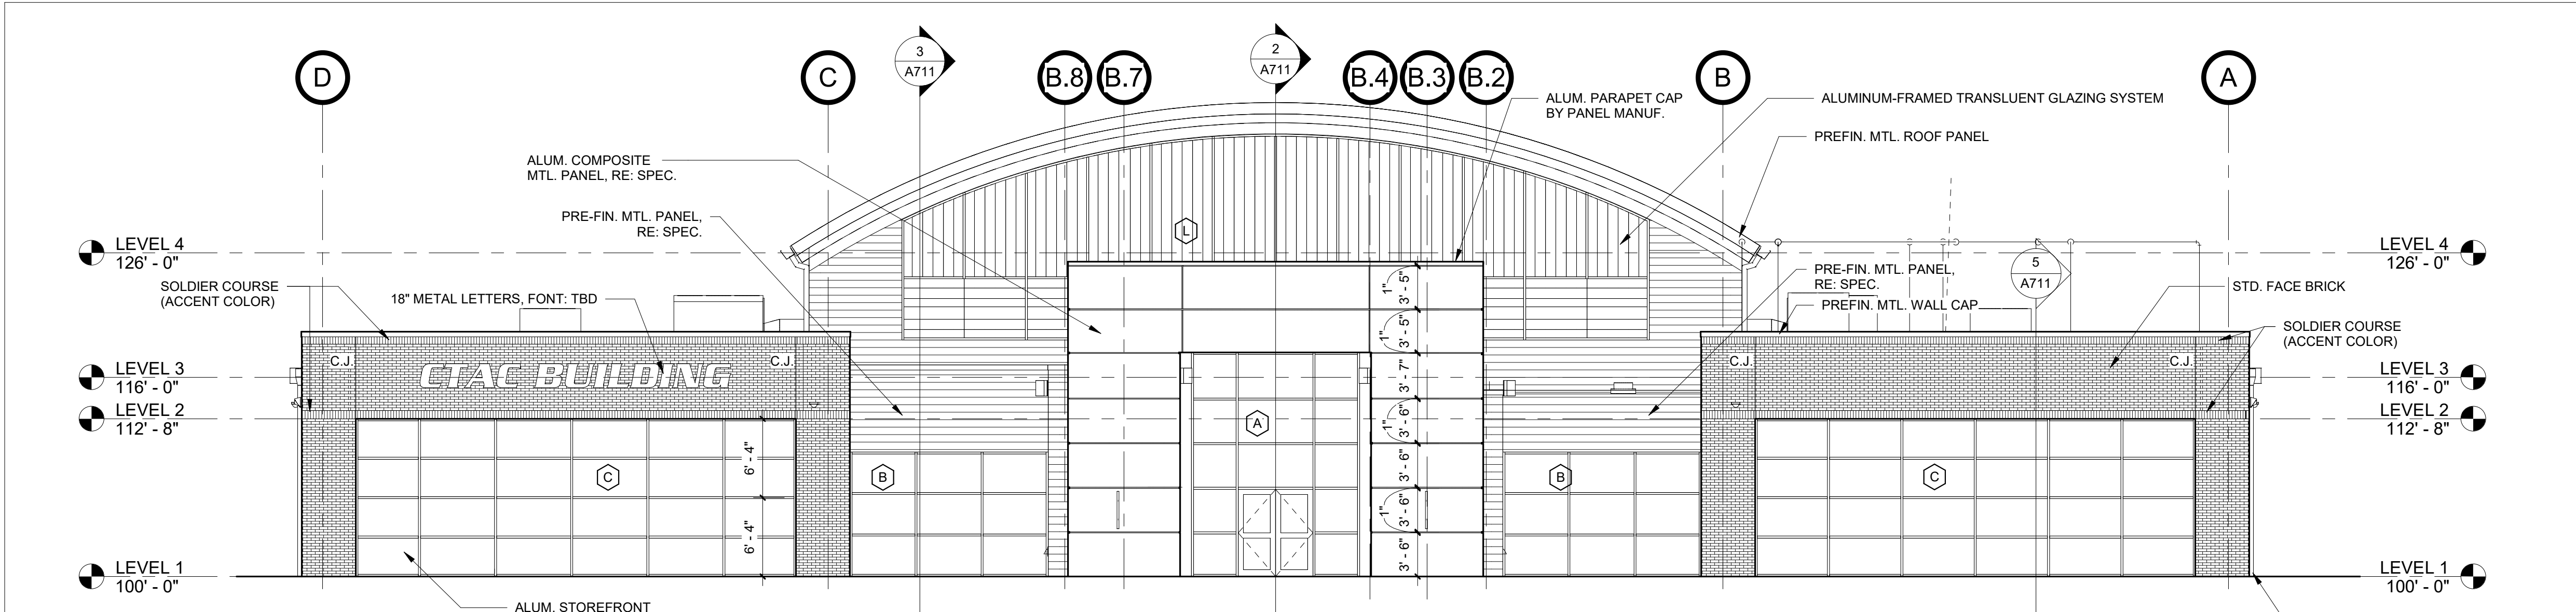 D
C
3
A711
B.8
B.7
2
A711
B.4
B.3
B.2
B
A
ALUM. PARAPET CAP
BY PANEL MANUF.
ALUMINUM-FRAMED TRANSLUENT GLAZING SYSTEM
PREFIN. MTL. ROOF PANEL
ALUM. COMPOSITE
MTL. PANEL, RE: SPEC.
PRE-FIN. MTL. PANEL,
RE: SPEC.
L
LEVEL 4
126' - 0"
LEVEL 4
126' - 0"
SOLDIER COURSE
(ACCENT COLOR)
18" METAL LETTERS, FONT: TBD
1"
3' - 5"
PRE-FIN. MTL. PANEL,
RE: SPEC.
PREFIN. MTL. WALL CAP
5
A711
STD. FACE BRICK
1"
3' - 5"
SOLDIER COURSE
(ACCENT COLOR)
C.J.
C.J.
C.J.
C.J.
CTAC BUILDING
LEVEL 3
116' - 0"
3' - 7"
LEVEL 3
116' - 0"
LEVEL 2
112' - 8"
A
1"
3' - 6"
LEVEL 2
112' - 8"
6' - 4"
3' - 6"
C
B
B
C
1"
3' - 6"
6' - 4"
3' - 6"
LEVEL 1
100' - 0"
LEVEL 1
100' - 0"
ALUM. STOREFRONT